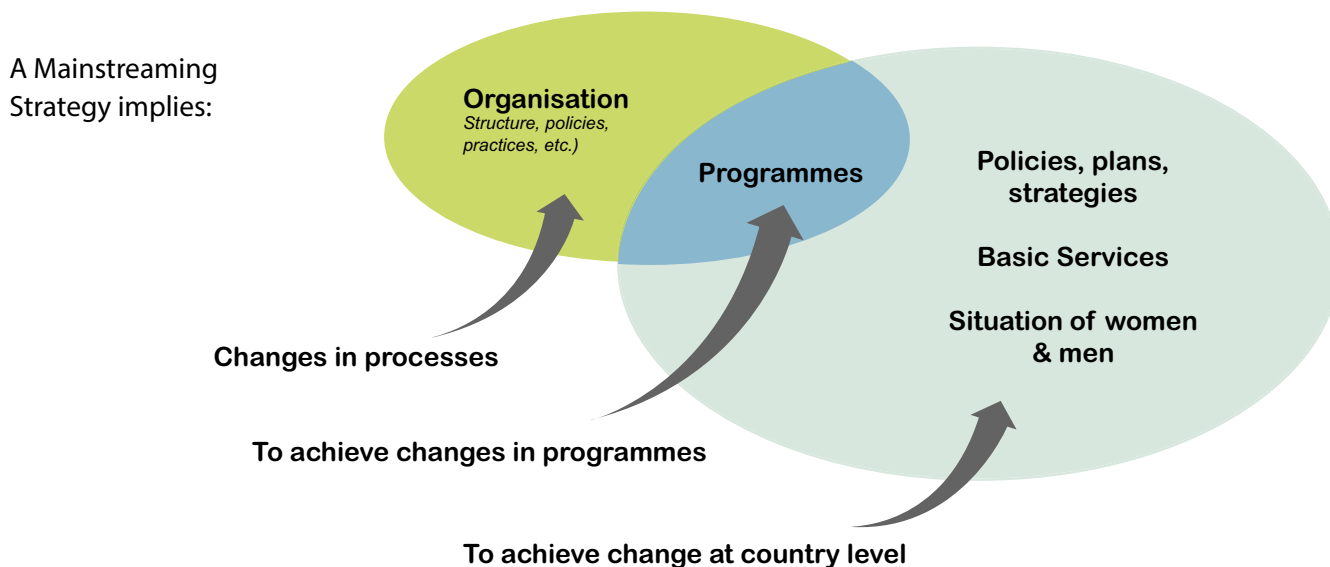 A Mainstreaming
Strategy implies:
Organisation
Structure, policies,
practices, etc.)
Programmes
Policies, plans,
strategies
Basic Services
Situation of women
& men
Changes in processes
To achieve changes in programmes
To achieve change at country level